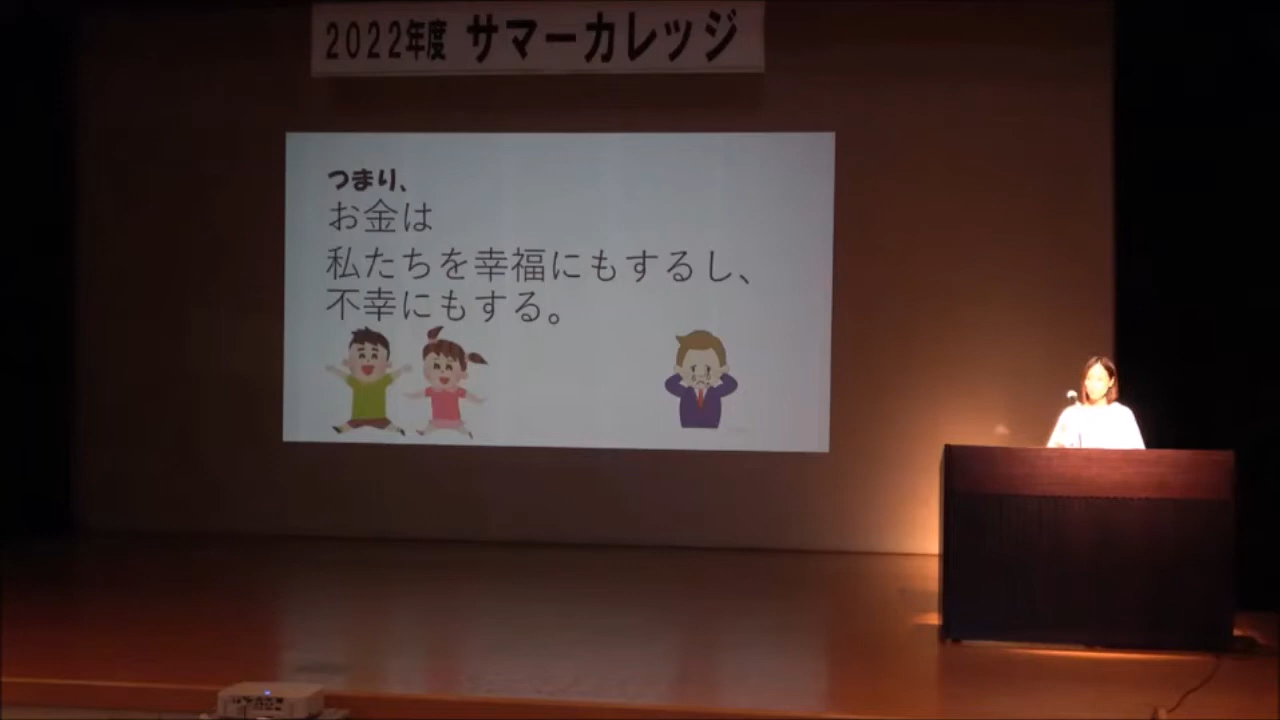 2022年度 サマーカレッジ
つまり、
お金は
私たちを幸福にもするし、
不幸にもする。